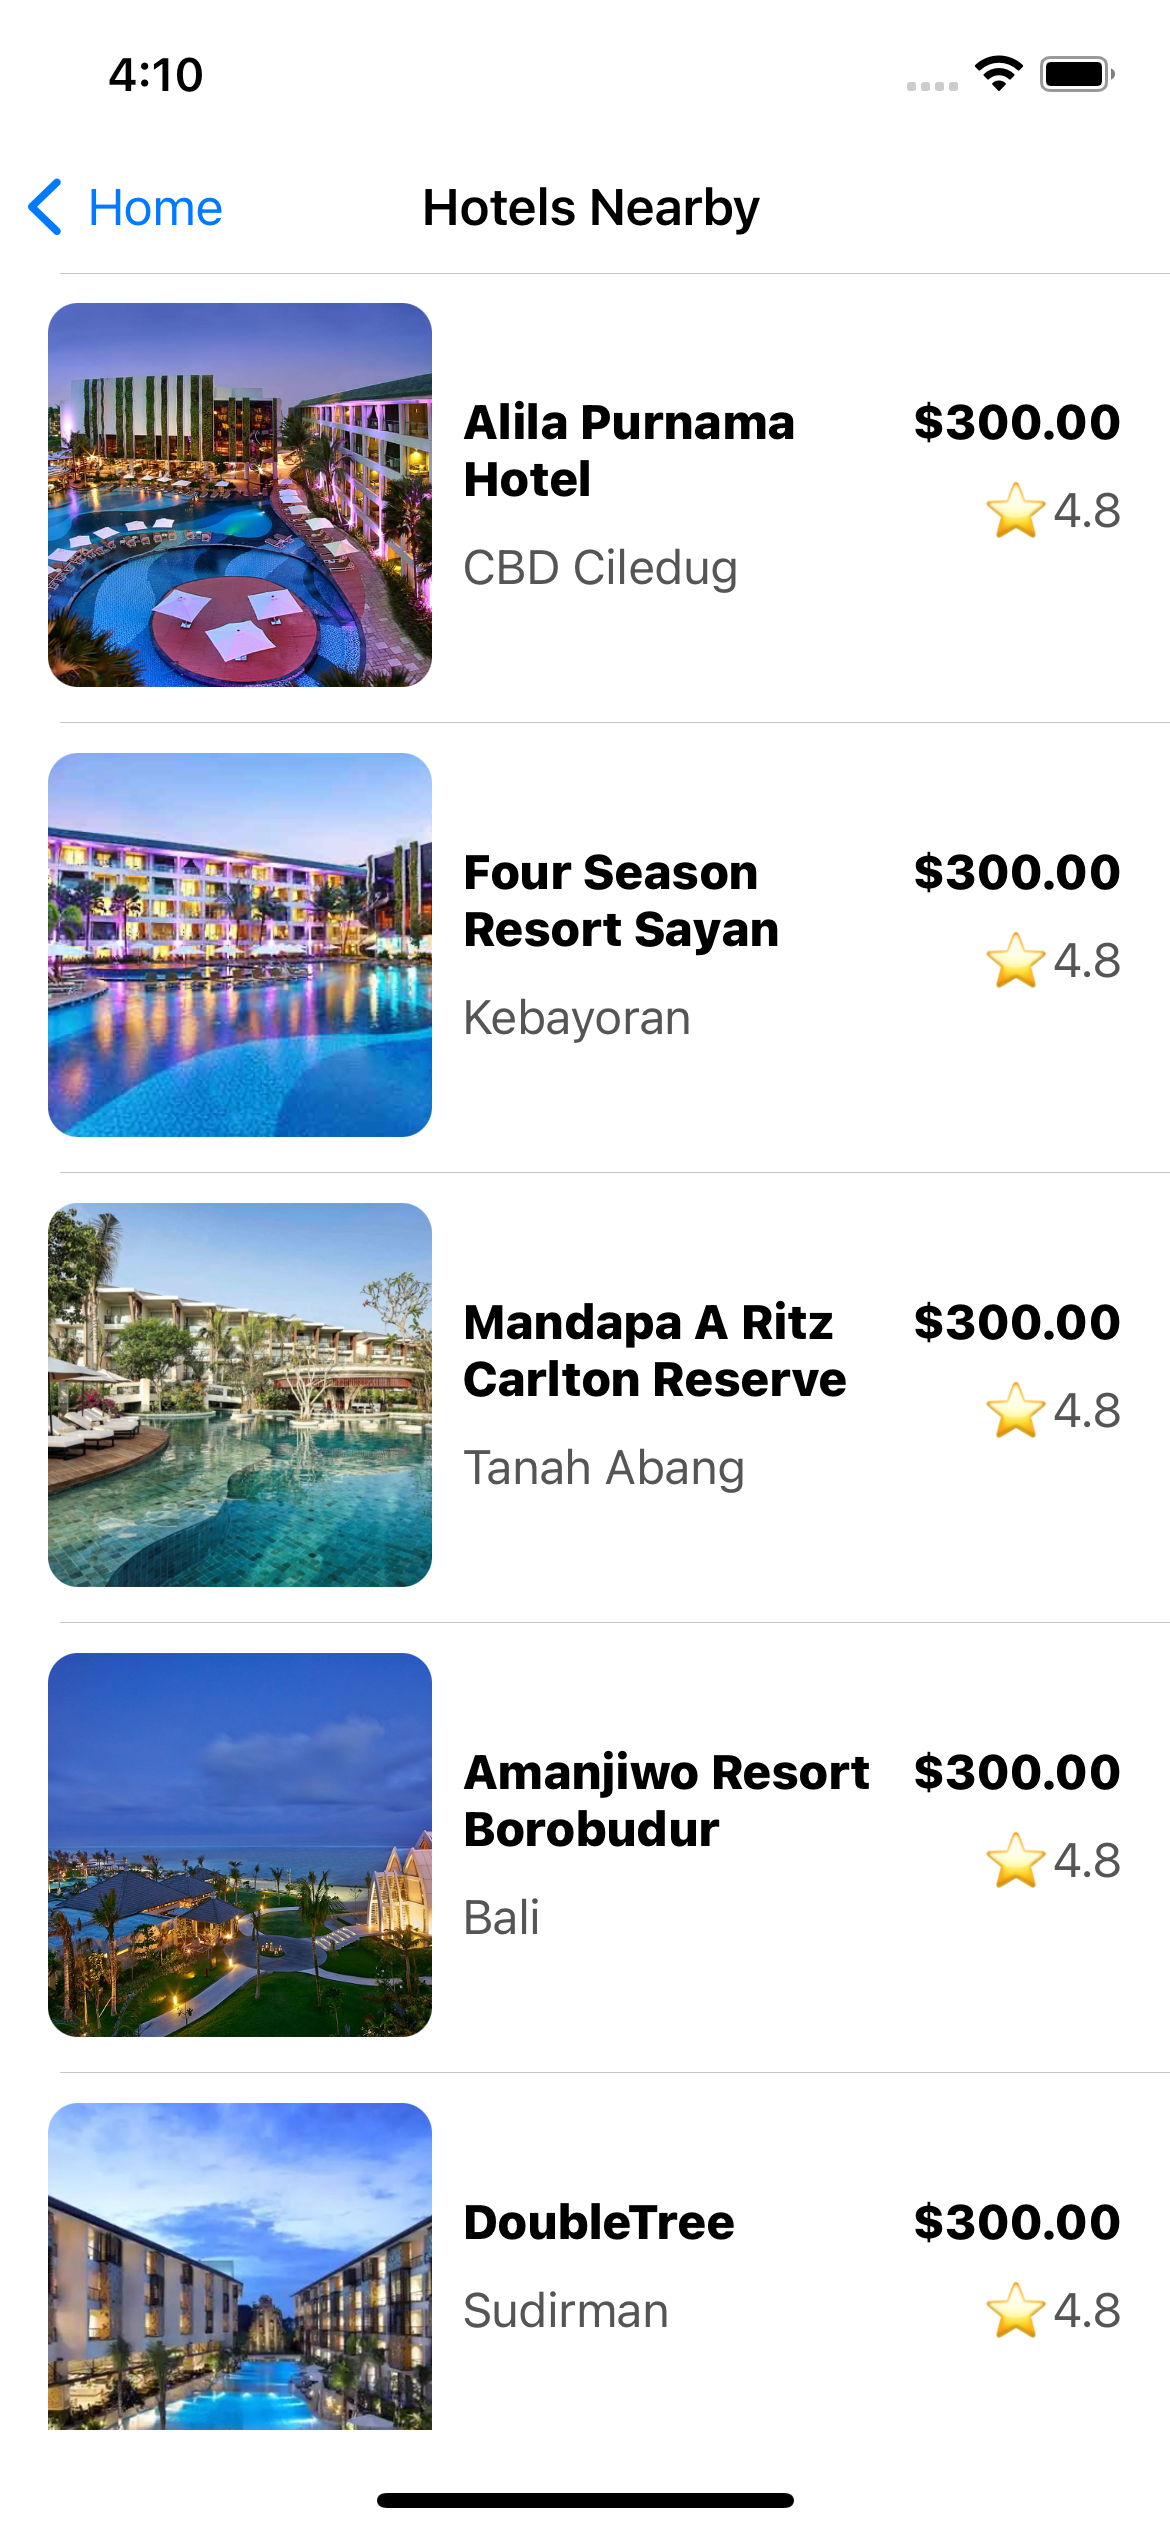 4:10
Home
Hotels Nearby
Alila Purnama
Hotel
CBD Ciledug
$300.00
4.8
Four Season
Resort Sayan
Kebayoran
$300.00
4.8
Mandapa A Ritz
Carlton Reserve
Tanah Abang
$300.00
4.8
Amanjiwo Resort
Borobudur
Bali
$300.00
4.8
DoubleTree
Sudirman
$300.00
4.8